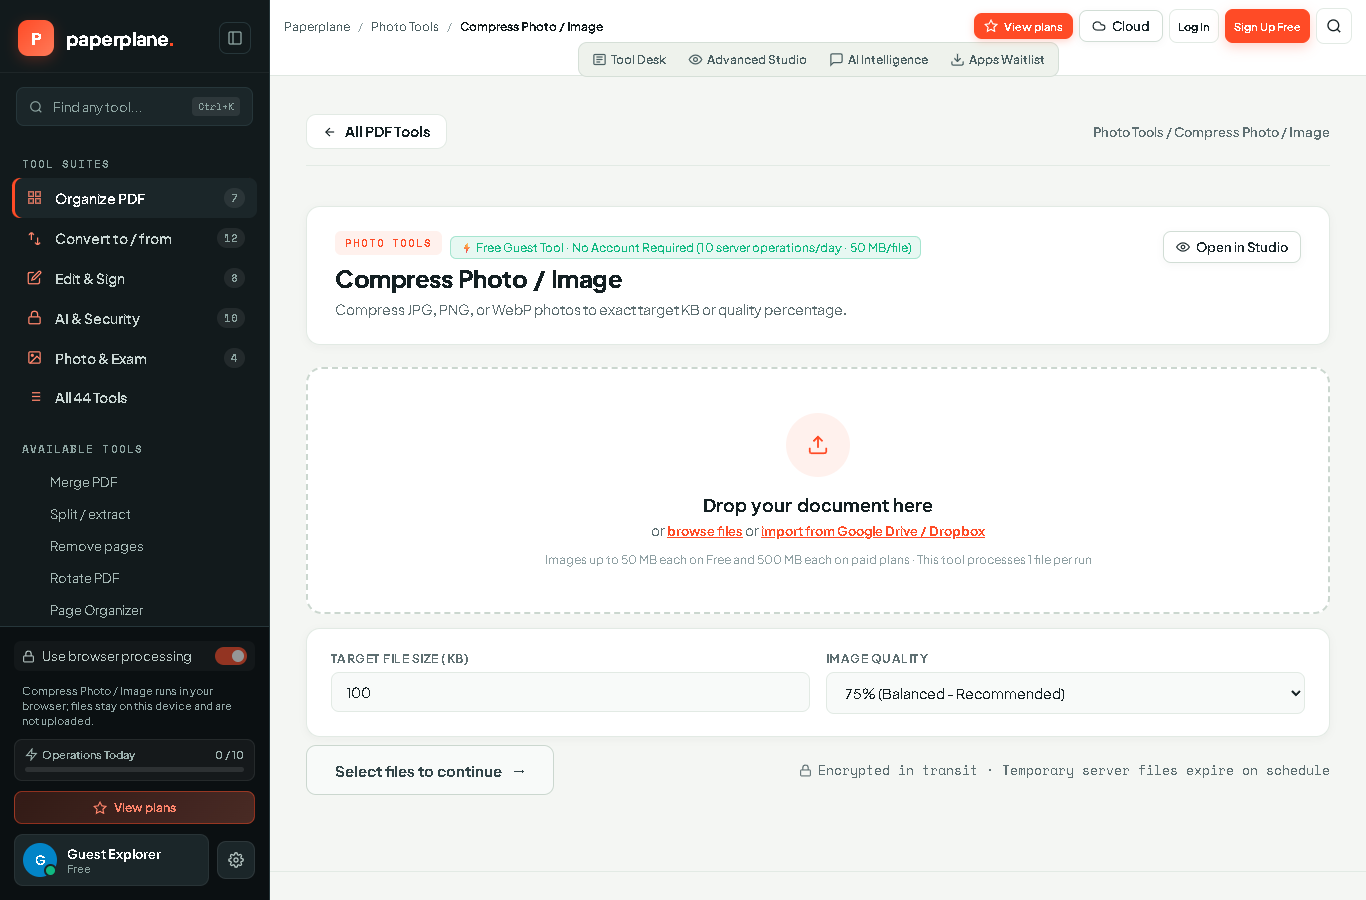 P paperplane.
Find any tool... Ctrl+K
TOOL SUITES
Organize PDF 7
Convert to / from 12
Edit & Sign 8
AI & Security 10
Photo & Exam 4
All 44 Tools
AVAILABLE TOOLS
Merge PDF
Split / extract
Remove pages
Rotate PDF
Page Organizer
Use browser processing
Compress Photo / Image runs in your
browser; files stay on this device and are
not uploaded.
Operations Today 0 / 10
View plans
G Guest Explorer
Free
Paperplane / Photo Tools / Compress Photo / Image
View plans Cloud Log In Sign Up Free
Tool Desk Advanced Studio AI Intelligence Apps Waitlist
← All PDF Tools
Photo Tools / Compress Photo / Image
PHOTO TOOLS
Free Guest Tool · No Account Required (10 server operations/day · 50 MB/file)
Open in Studio
Compress Photo / Image
Compress JPG, PNG, or WebP photos to exact target KB or quality percentage.
Drop your document here
or browse files or import from Google Drive / Dropbox
Images up to 50 MB each on Free and 500 MB each on paid plans · This tool processes 1 file per run
TARGET FILE SIZE (KB)
100
IMAGE QUALITY
75% (Balanced - Recommended)
Select files to continue →
Encrypted in transit · Temporary server files expire on schedule